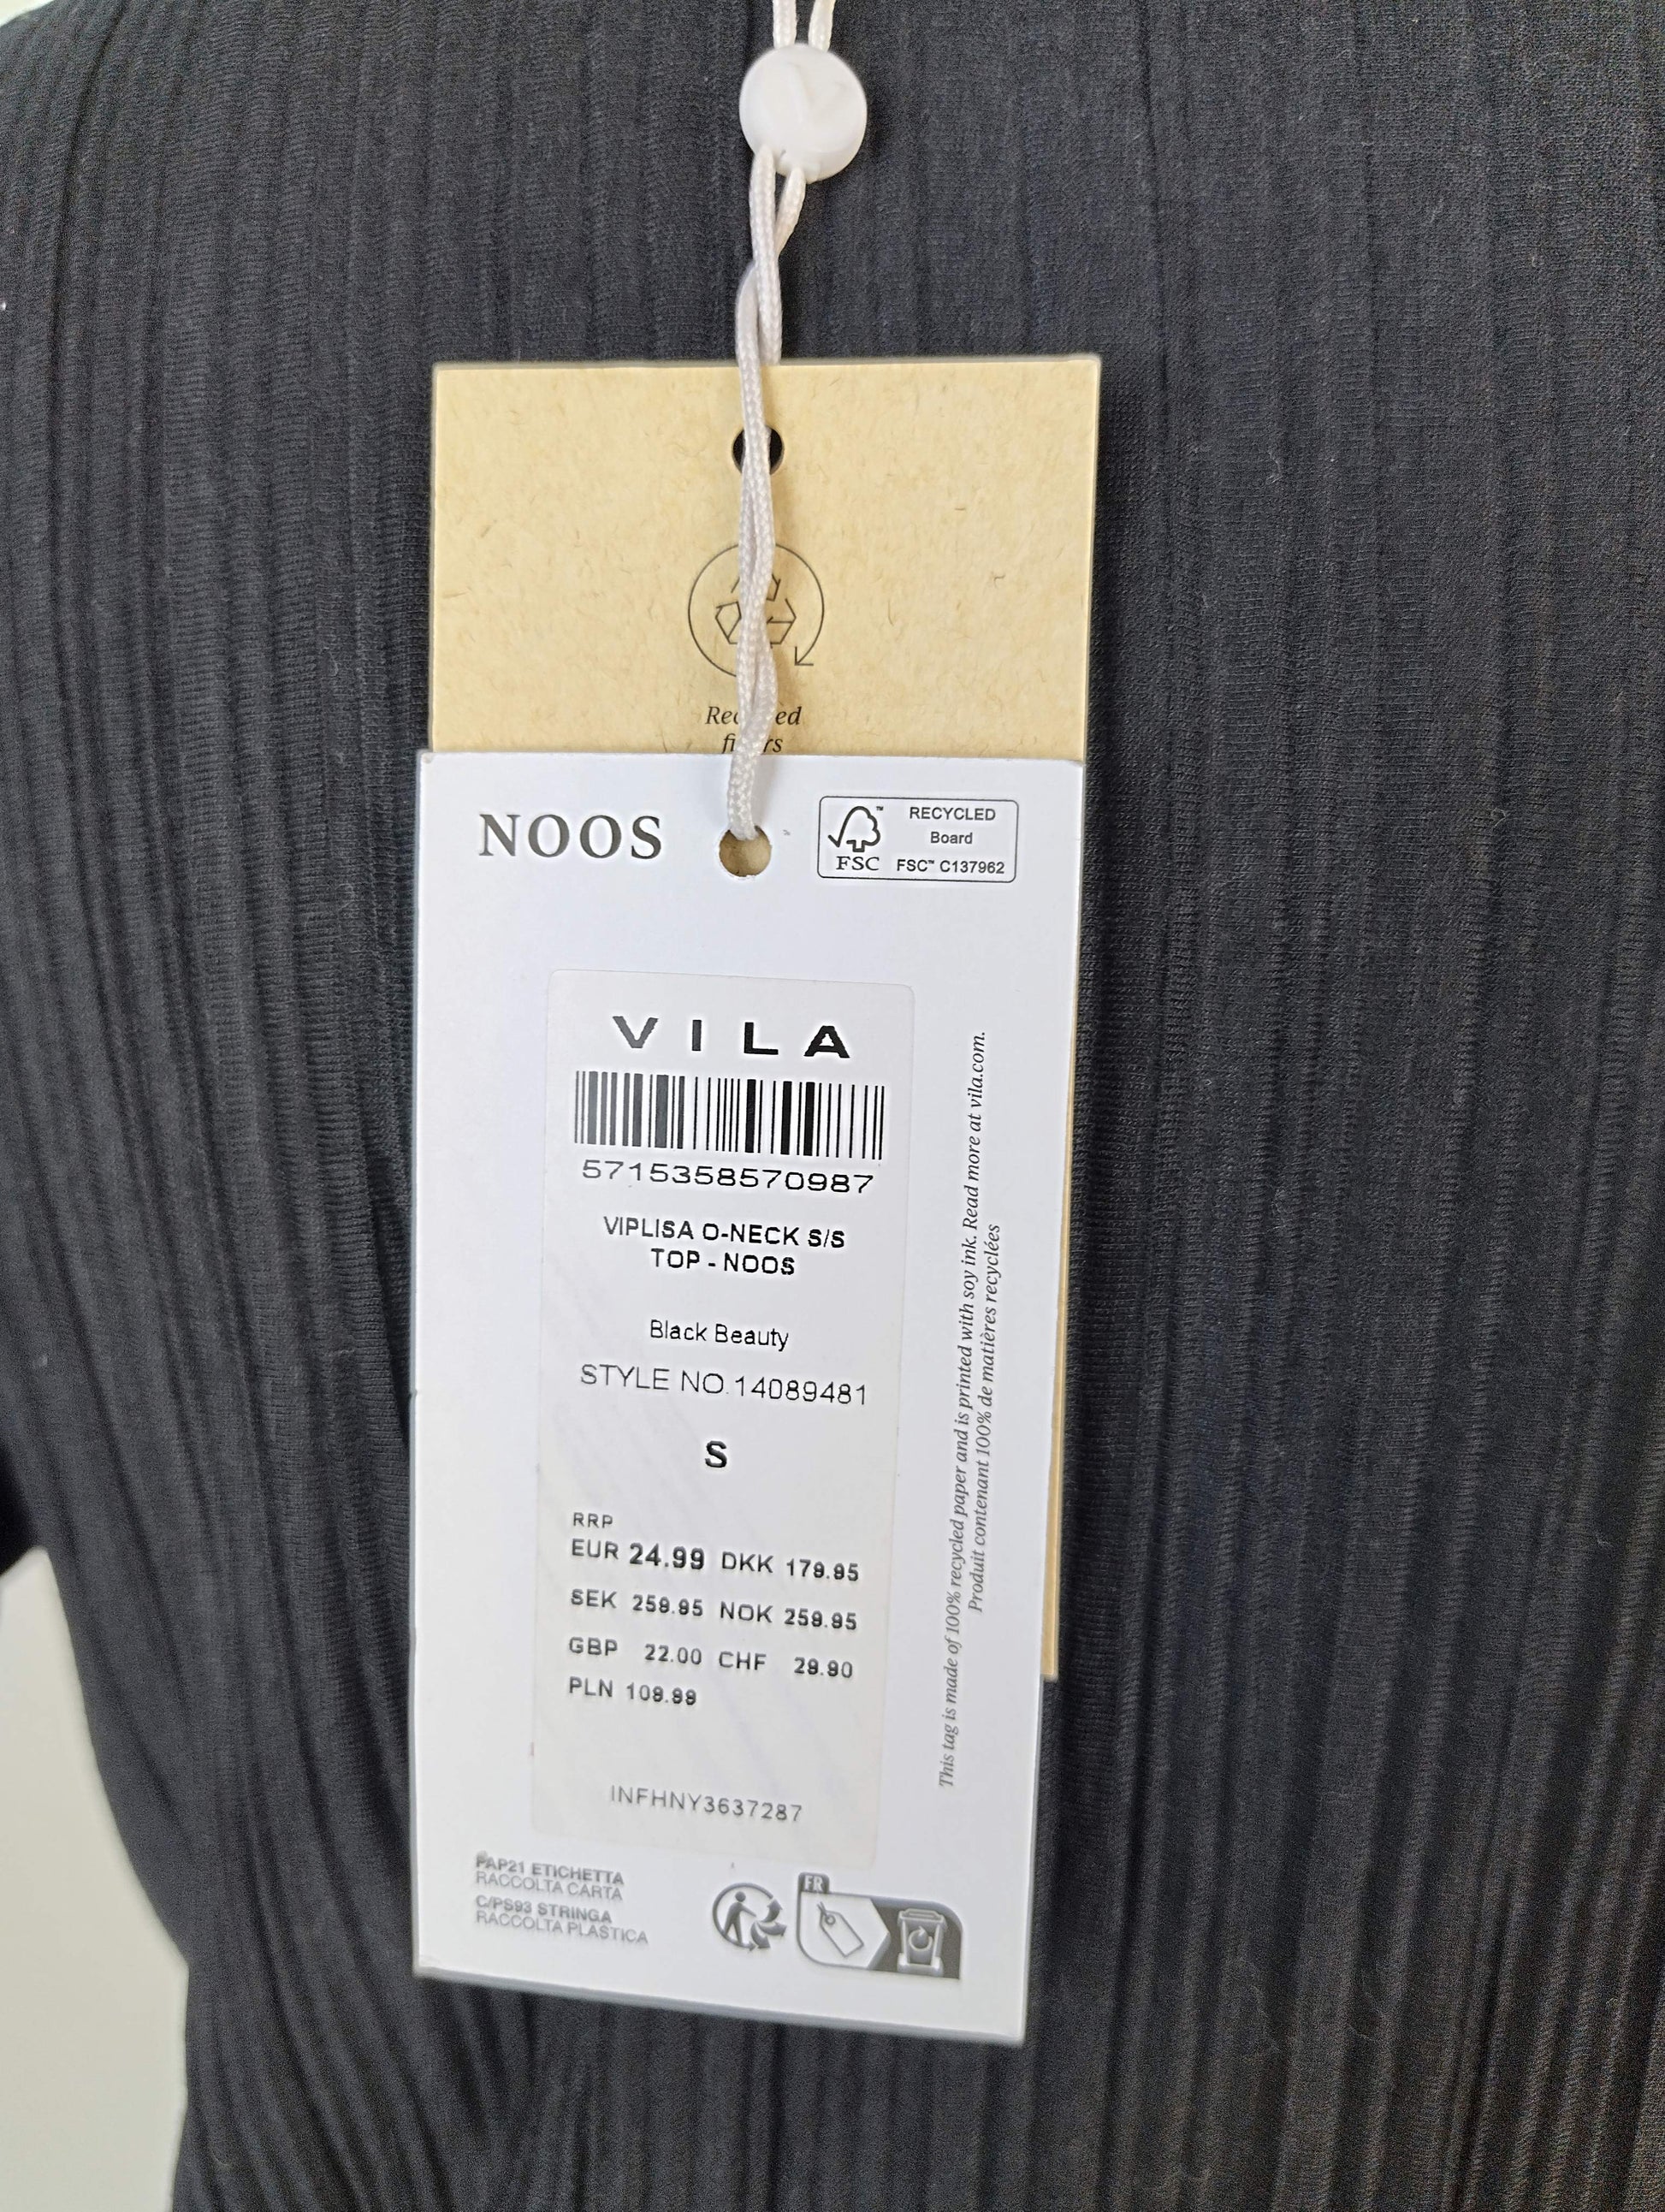 Recycled
fibers
NOOS
RECYCLED
Board
FSC™ C137962
FSC
VILA
5715358570987
VIPLISA O-NECK S/S
TOP - NOOS
Black Beauty
STYLE NO.14089481
S
RRP
EUR 24.99 DKK 179.95
SEK 259.95 NOK 259.95
GBP 22.00 CHF 29.90
PLN 109.99
INFHNY3637287
This tag is made of 100% recycled paper and is printed with soy ink. Read more at vila.com.
Produit contenant 100% de matières recyclées
PAP21 ETICHETTA
RACCOLTA CARTA
C/PS93 STRINGA
RACCOLTA PLASTICA
FR